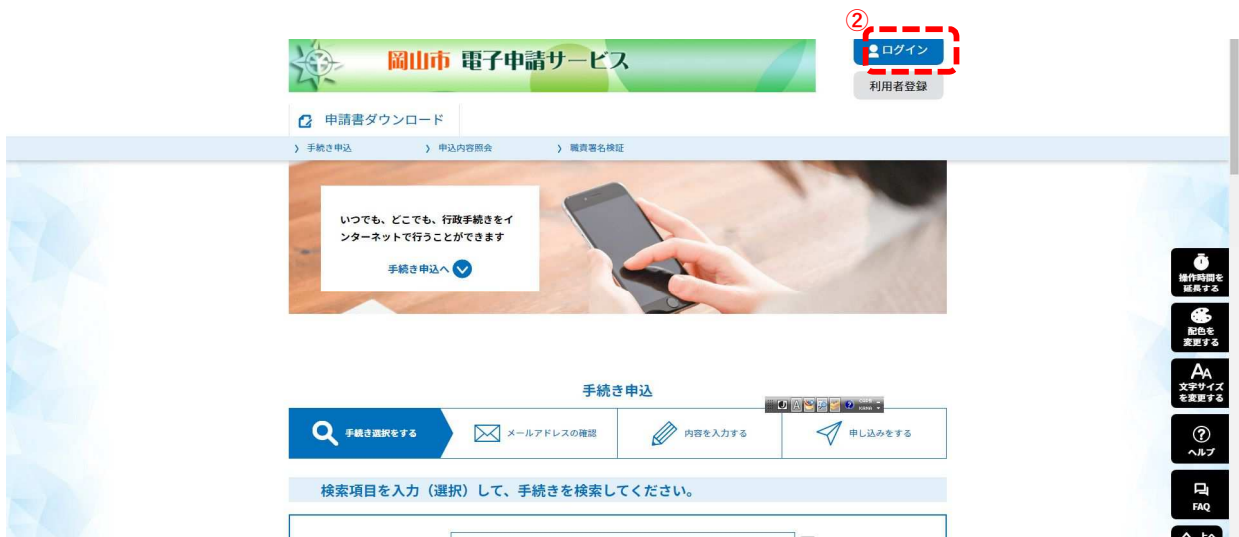 ②
岡山市 電子申請サービス
ログイン
利用者登録
申請書ダウンロード
手続き申込
申込内容照会
職責署名検証
いつでも、どこでも、行政手続きをイ
ンターネットで行うことができます
手続き申込へ
操作時間を
延長する
配色を
変更する
文字サイズ
を変更する
ヘルプ
FAQ
手続き申込
手続き選択をする
メールアドレスの確認
内容を入力する
申し込みをする
検索項目を入力（選択）して、手続きを検索してください。